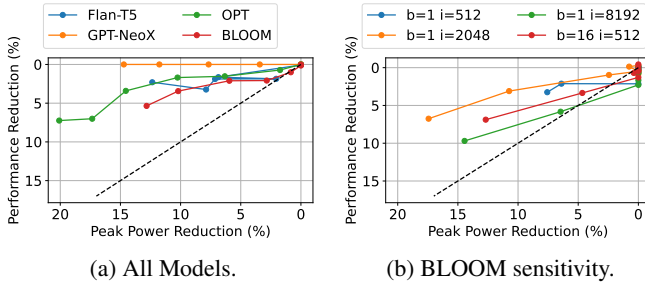 Flan-T5
OPT
GPT-NeoX
BLOOM
Performance Reduction (%)
0
5
10
15
20
15
10
5
0
Peak Power Reduction (%)
(a) All Models.
b=1 i=512
b=1 i=8192
b=1 i=2048
b=16 i=512
Performance Reduction (%)
0
5
10
15
20
15
10
5
0
Peak Power Reduction (%)
(b) BLOOM sensitivity.